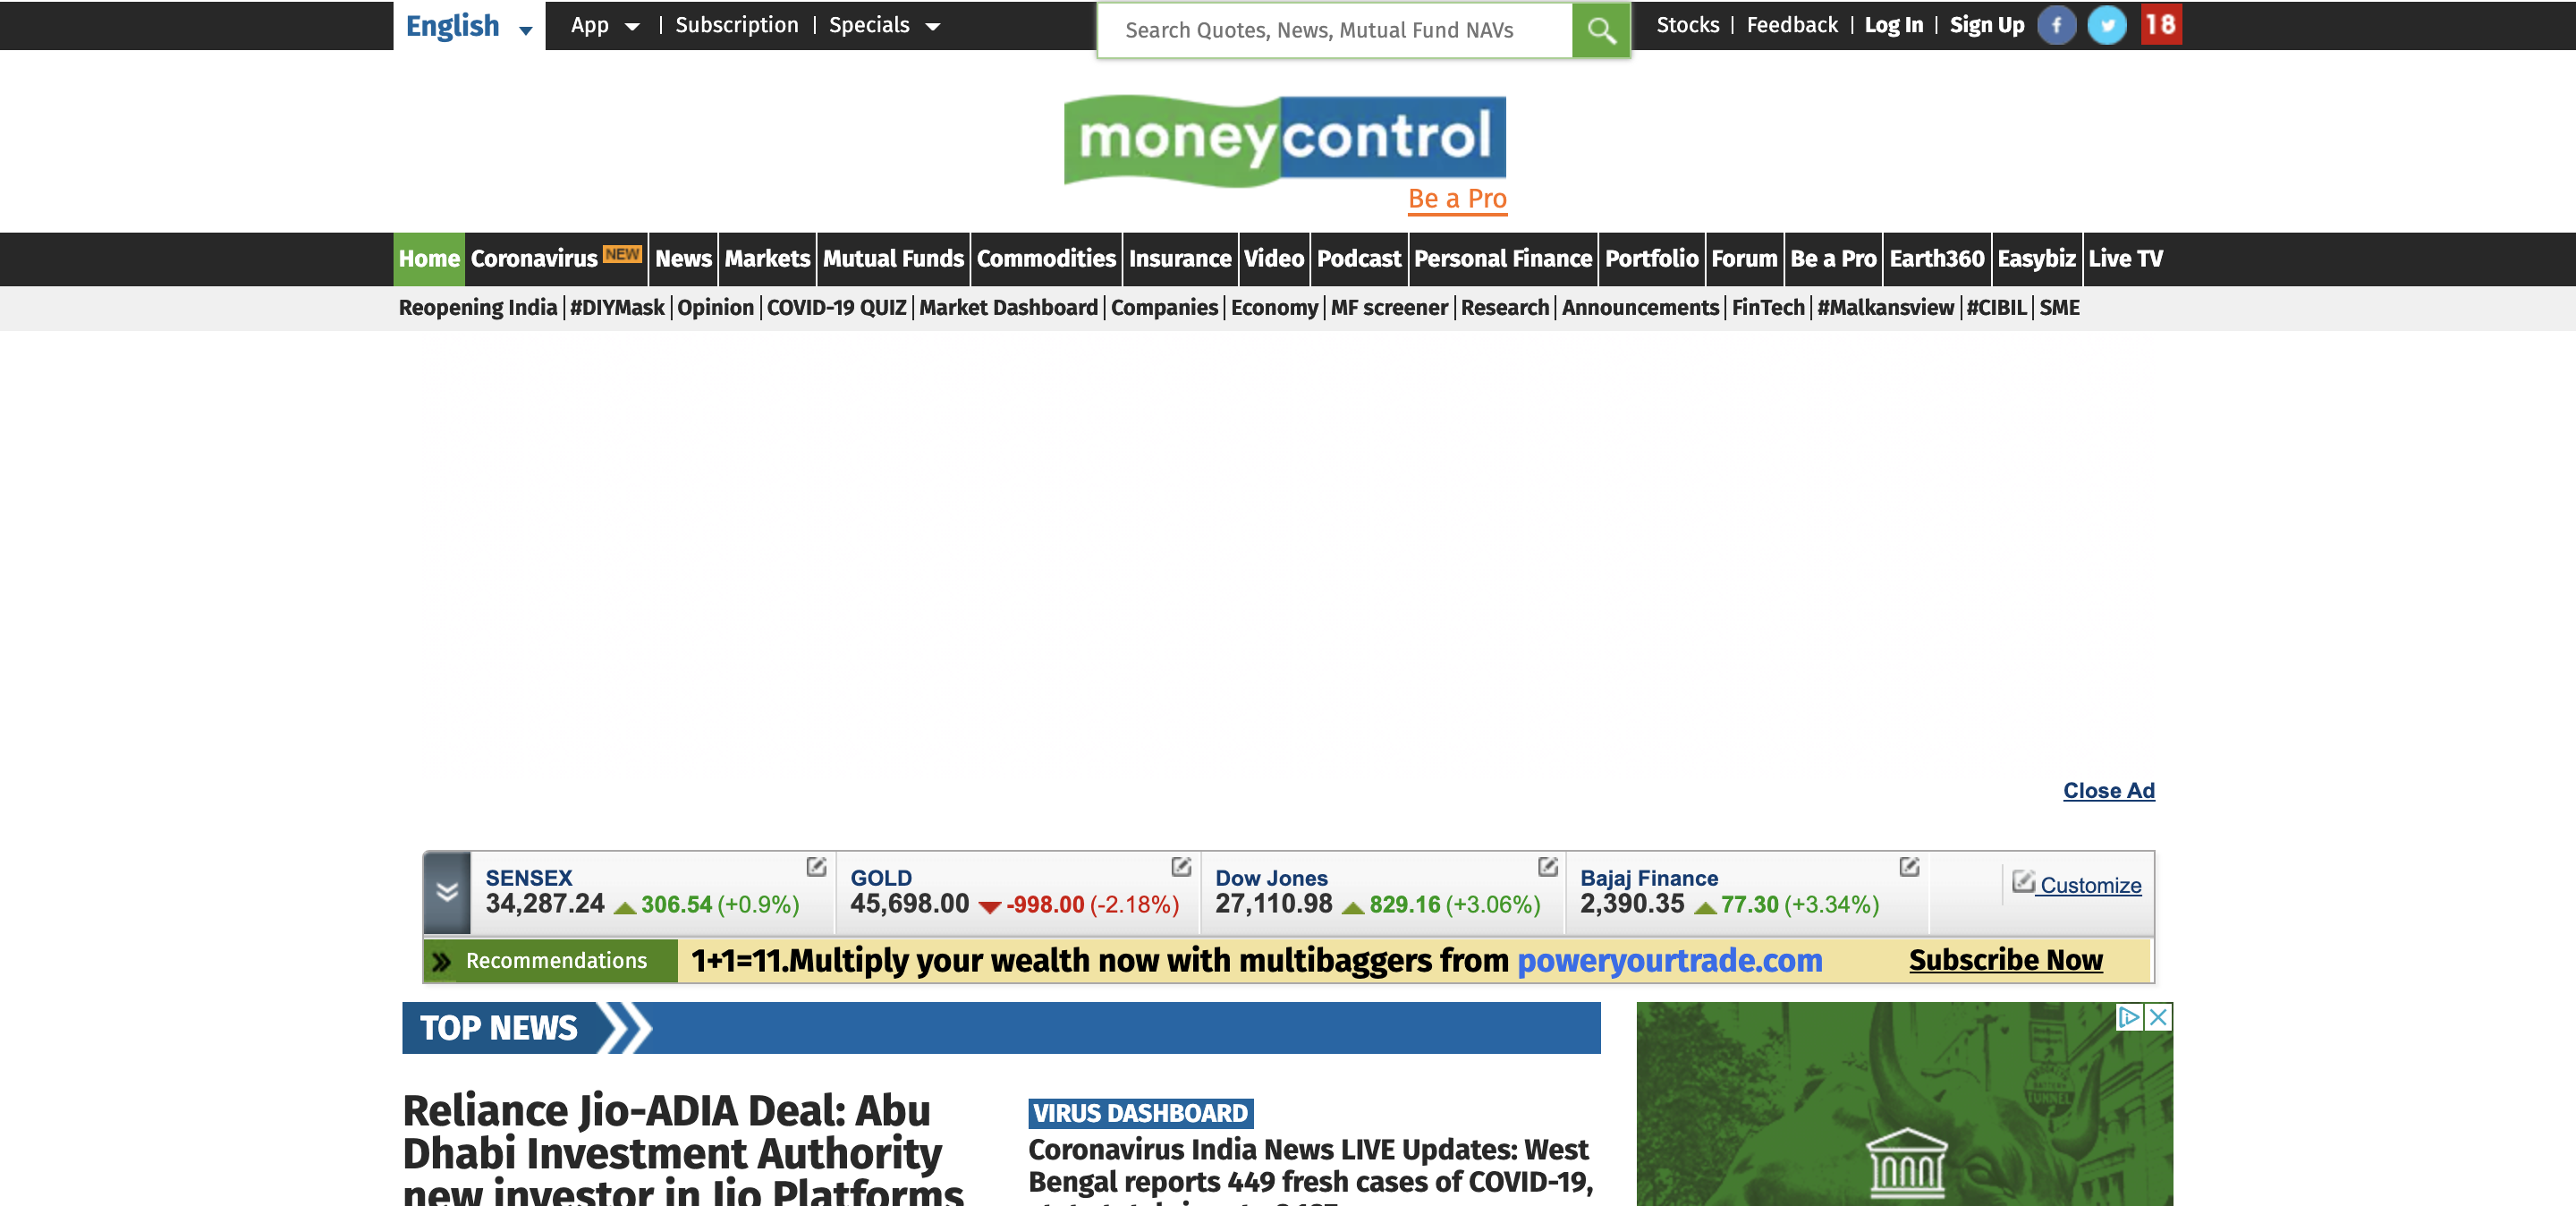 English App Subscription Specials Search Quotes, News, Mutual Fund NAVs Stocks Feedback Log In Sign Up f 18
moneycontrol
Be a Pro
Home Coronavirus NEW News Markets Mutual Funds Commodities Insurance Video Podcast Personal Finance Portfolio Forum Be a Pro Earth360 Easybiz Live TV
Reopening India #DIYMask Opinion COVID-19 QUIZ Market Dashboard Companies Economy MF screener Research Announcements FinTech #Malkansview #CIBIL SME
Close Ad
SENSEX
34,287.24 306.54 (+0.9%)
GOLD
45,698.00 -998.00 (-2.18%)
Dow Jones
27,110.98 829.16 (+3.06%)
Bajaj Finance
2,390.35 77.30 (+3.34%)
Customize
Recommendations 1+1=11.Multiply your wealth now with multibaggers from poweryourtrade.com Subscribe Now
TOP NEWS
Reliance Jio-ADIA Deal: Abu
Dhabi Investment Authority
new investor in Jio Platforms
VIRUS DASHBOARD
Coronavirus India News LIVE Updates: West
Bengal reports 449 fresh cases of COVID-19,
TUNNEL